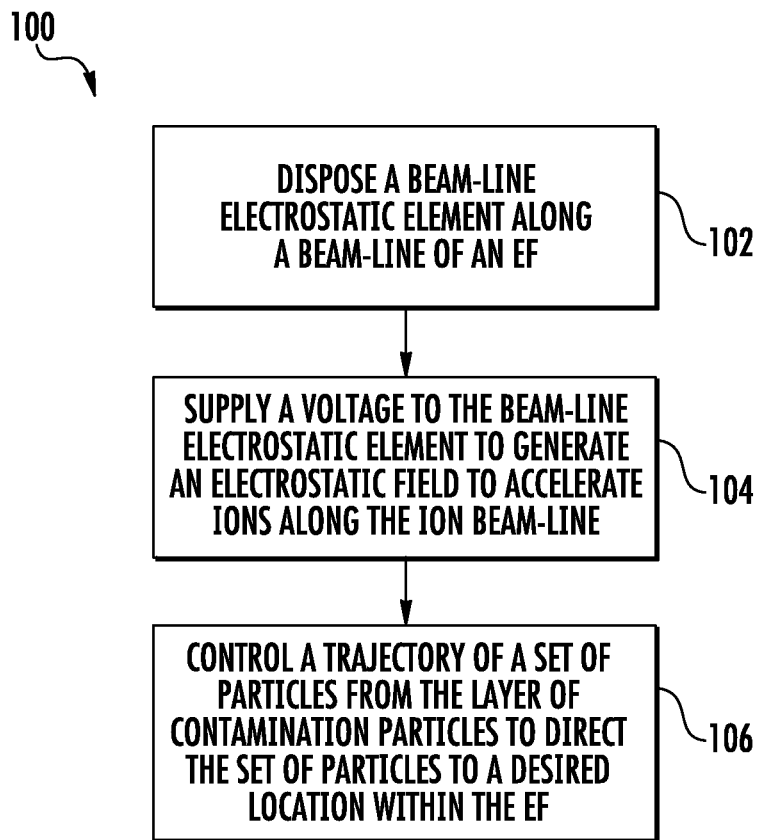 100
DISPOSE A BEAM-LINE
ELECTROSTATIC ELEMENT ALONG
A BEAM-LINE OF AN EF
102
SUPPLY A VOLTAGE TO THE BEAM-LINE
ELECTROSTATIC ELEMENT TO GENERATE
AN ELECTROSTATIC FIELD TO ACCELERATE
IONS ALONG THE ION BEAM-LINE
104
CONTROL A TRAJECTORY OF A SET OF
PARTICLES FROM THE LAYER OF
CONTAMINATION PARTICLES TO DIRECT
THE SET OF PARTICLES TO A DESIRED
LOCATION WITHIN THE EF
106